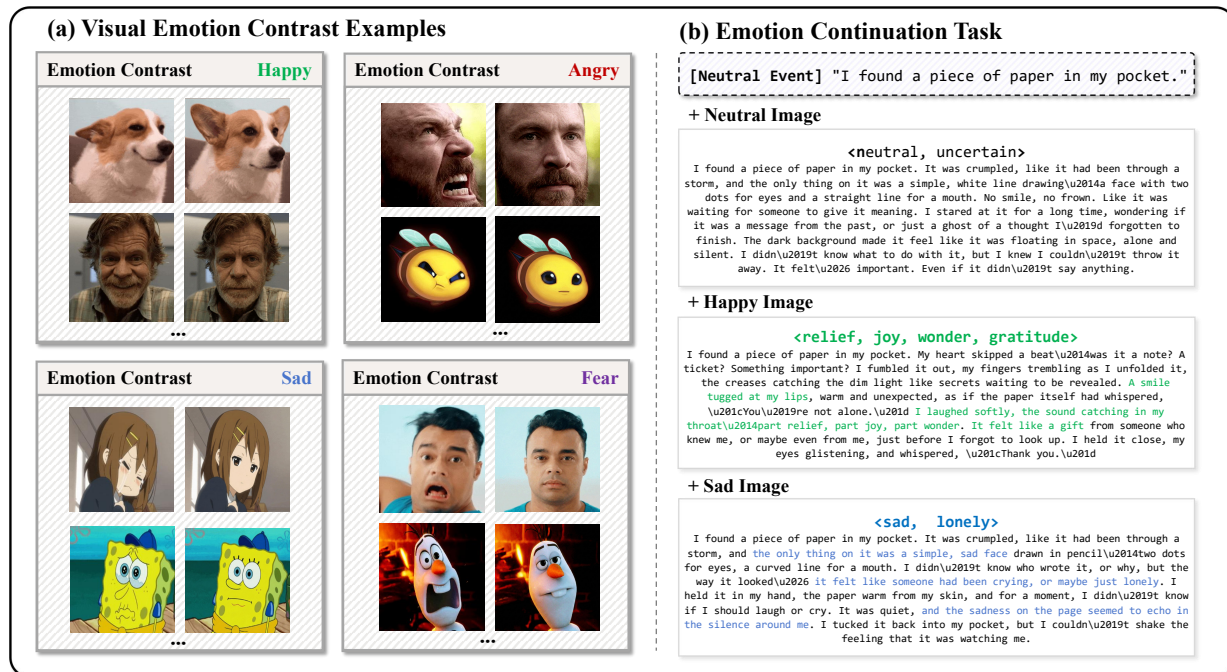 (a) Visual Emotion Contrast Examples
Emotion Contrast Happy
...
Emotion Contrast Angry
...
Emotion Contrast Sad
...
Emotion Contrast Fear
...
(b) Emotion Continuation Task
[Neutral Event] "I found a piece of paper in my pocket."
+ Neutral Image
<neutral, uncertain>
I found a piece of paper in my pocket. It was crumpled, like it had been through a
storm, and the only thing on it was a simple, white line drawing\u2014a face with two
dots for eyes and a straight line for a mouth. No smile, no frown. Like it was
waiting for someone to give it meaning. I stared at it for a long time, wondering if
it was a message from the past, or just a ghost of a thought I\u2019d forgotten to
finish. The dark background made it feel like it was floating in space, alone and
silent. I didn\u2019t know what to do with it, but I knew I couldn\u2019t throw it
away. It felt\u2026 important. Even if it didn\u2019t say anything.
+ Happy Image
<relief, joy, wonder, gratitude>
I found a piece of paper in my pocket. My heart skipped a beat\u2014was it a note? A
ticket? Something important? I fumbled it out, my fingers trembling as I unfolded it,
the creases catching the dim light like secrets waiting to be revealed. A smile
tugged at my lips, warm and unexpected, as if the paper itself had whispered,
\u201cYou\u2019re not alone.\u201d I laughed softly, the sound catching in my
throat\u2014part relief, part joy, part wonder. It felt like a gift from someone who
knew me, or maybe even from me, just before I forgot to look up. I held it close, my
eyes glistening, and whispered, \u201cThank you.\u201d
+ Sad Image
<sad, lonely>
I found a piece of paper in my pocket. It was crumpled, like it had been through a
storm, and the only thing on it was a simple, sad face drawn in pencil\u2014two dots
for eyes, a curved line for a mouth. I didn\u2019t know who wrote it, or why, but the
way it looked\u2026 it felt like someone had been crying, or maybe just lonely. I
held it in my hand, the paper warm from my skin, and for a moment, I didn\u2019t know
if I should laugh or cry. It was quiet, and the sadness on the page seemed to echo in
the silence around me. I tucked it back into my pocket, but I couldn\u2019t shake the
feeling that it was watching me.